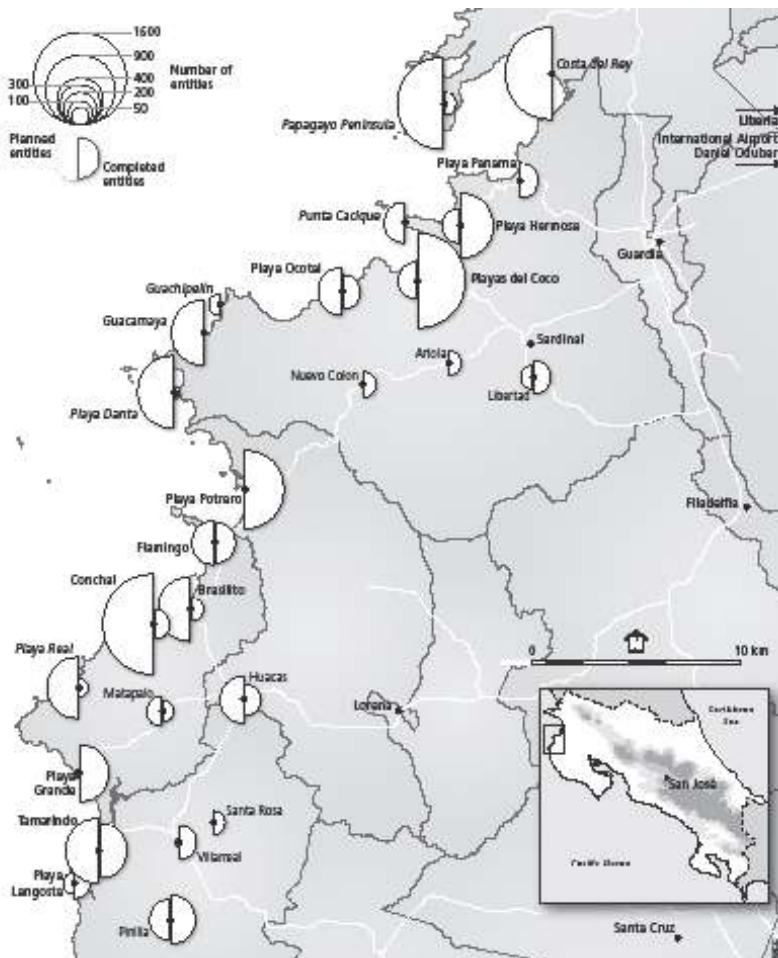 1600
900
400
300
200
100
50
Number of
entities
Planned
entities
Completed
entities
Costa del Rey
Papagayo Peninsula
Liberia
International Airport
Daniel Oduber
Playa Panama
Punta Cacique
Playa Hermosa
Guardia
Playa Ocotal
Playas del Coco
Guachipelin
Guacamaya
Sardinal
Artola
Nuevo Colon
Libertad
Playa Danta
Playa Potrero
Filadelfia
Flamingo
Conchal
Brasilito
Playa Real
0 10 km
Matapalo
Huacas
Lorena
Caribbean
Sea
San José
Pacific Ocean
Playa
Grande
Tamarindo
Santa Rosa
Villarreal
Playa
Langosta
Pinilla
Santa Cruz